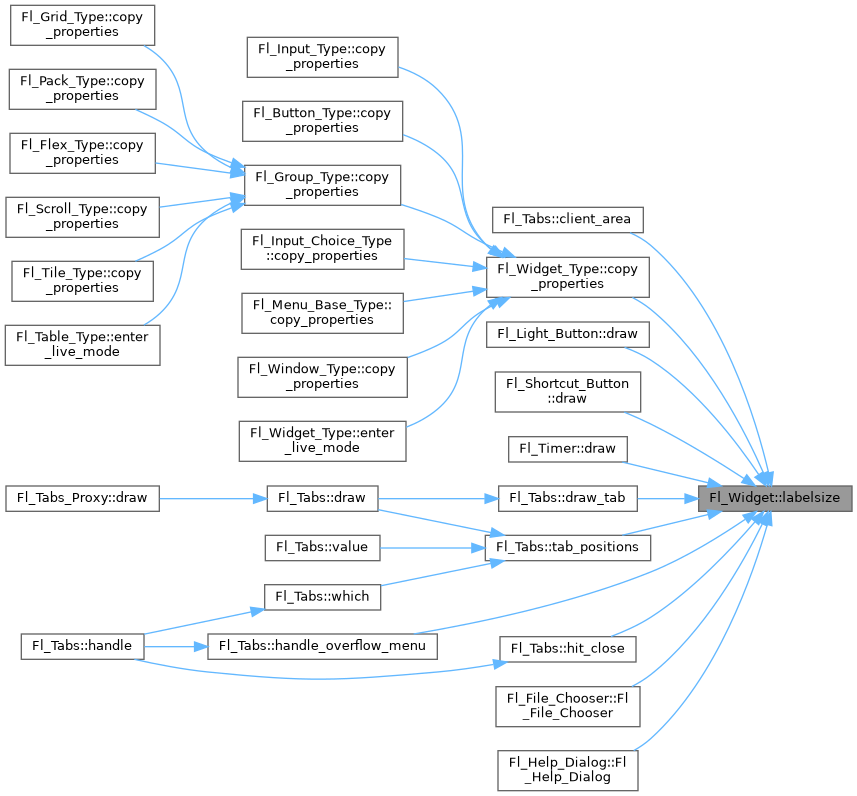 Fl_Grid_Type::copy
_properties
Fl_Pack_Type::copy
_properties
Fl_Flex_Type::copy
_properties
Fl_Scroll_Type::copy
_properties
Fl_Tile_Type::copy
_properties
Fl_Table_Type::enter
_live_mode
Fl_Tabs_Proxy::draw
Fl_Tabs::handle
Fl_Input_Type::copy
_properties
Fl_Button_Type::copy
_properties
Fl_Group_Type::copy
_properties
Fl_Input_Choice_Type
::copy_properties
Fl_Menu_Base_Type::
copy_properties
Fl_Window_Type::copy
_properties
Fl_Widget_Type::enter
_live_mode
Fl_Tabs::draw
Fl_Tabs::value
Fl_Tabs::which
Fl_Tabs::handle_overflow_menu
Fl_Tabs::client_area
Fl_Widget_Type::copy
_properties
Fl_Light_Button::draw
Fl_Shortcut_Button
::draw
Fl_Timer::draw
Fl_Tabs::draw_tab
Fl_Tabs::tab_positions
Fl_Tabs::hit_close
Fl_File_Chooser::Fl
_File_Chooser
Fl_Help_Dialog::Fl
_Help_Dialog
Fl_Widget::labelsize